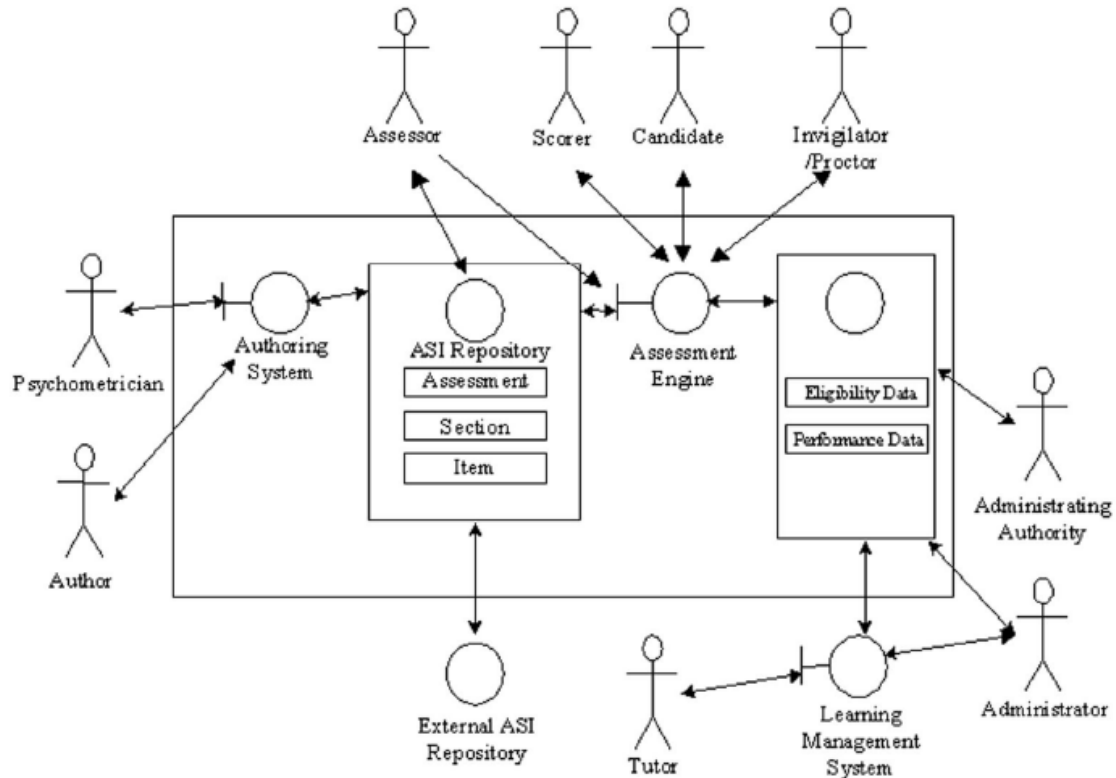 Assessor
Scorer
Candidate
Invigilator
/Proctor
Psychometrician
Authoring
System
ASI Repository
Assessment
Section
Item
Assessment
Engine
Eligibility Data
Performance Data
Administrating
Authority
Author
External ASI
Repository
Tutor
Learning
Management
System
Administrator